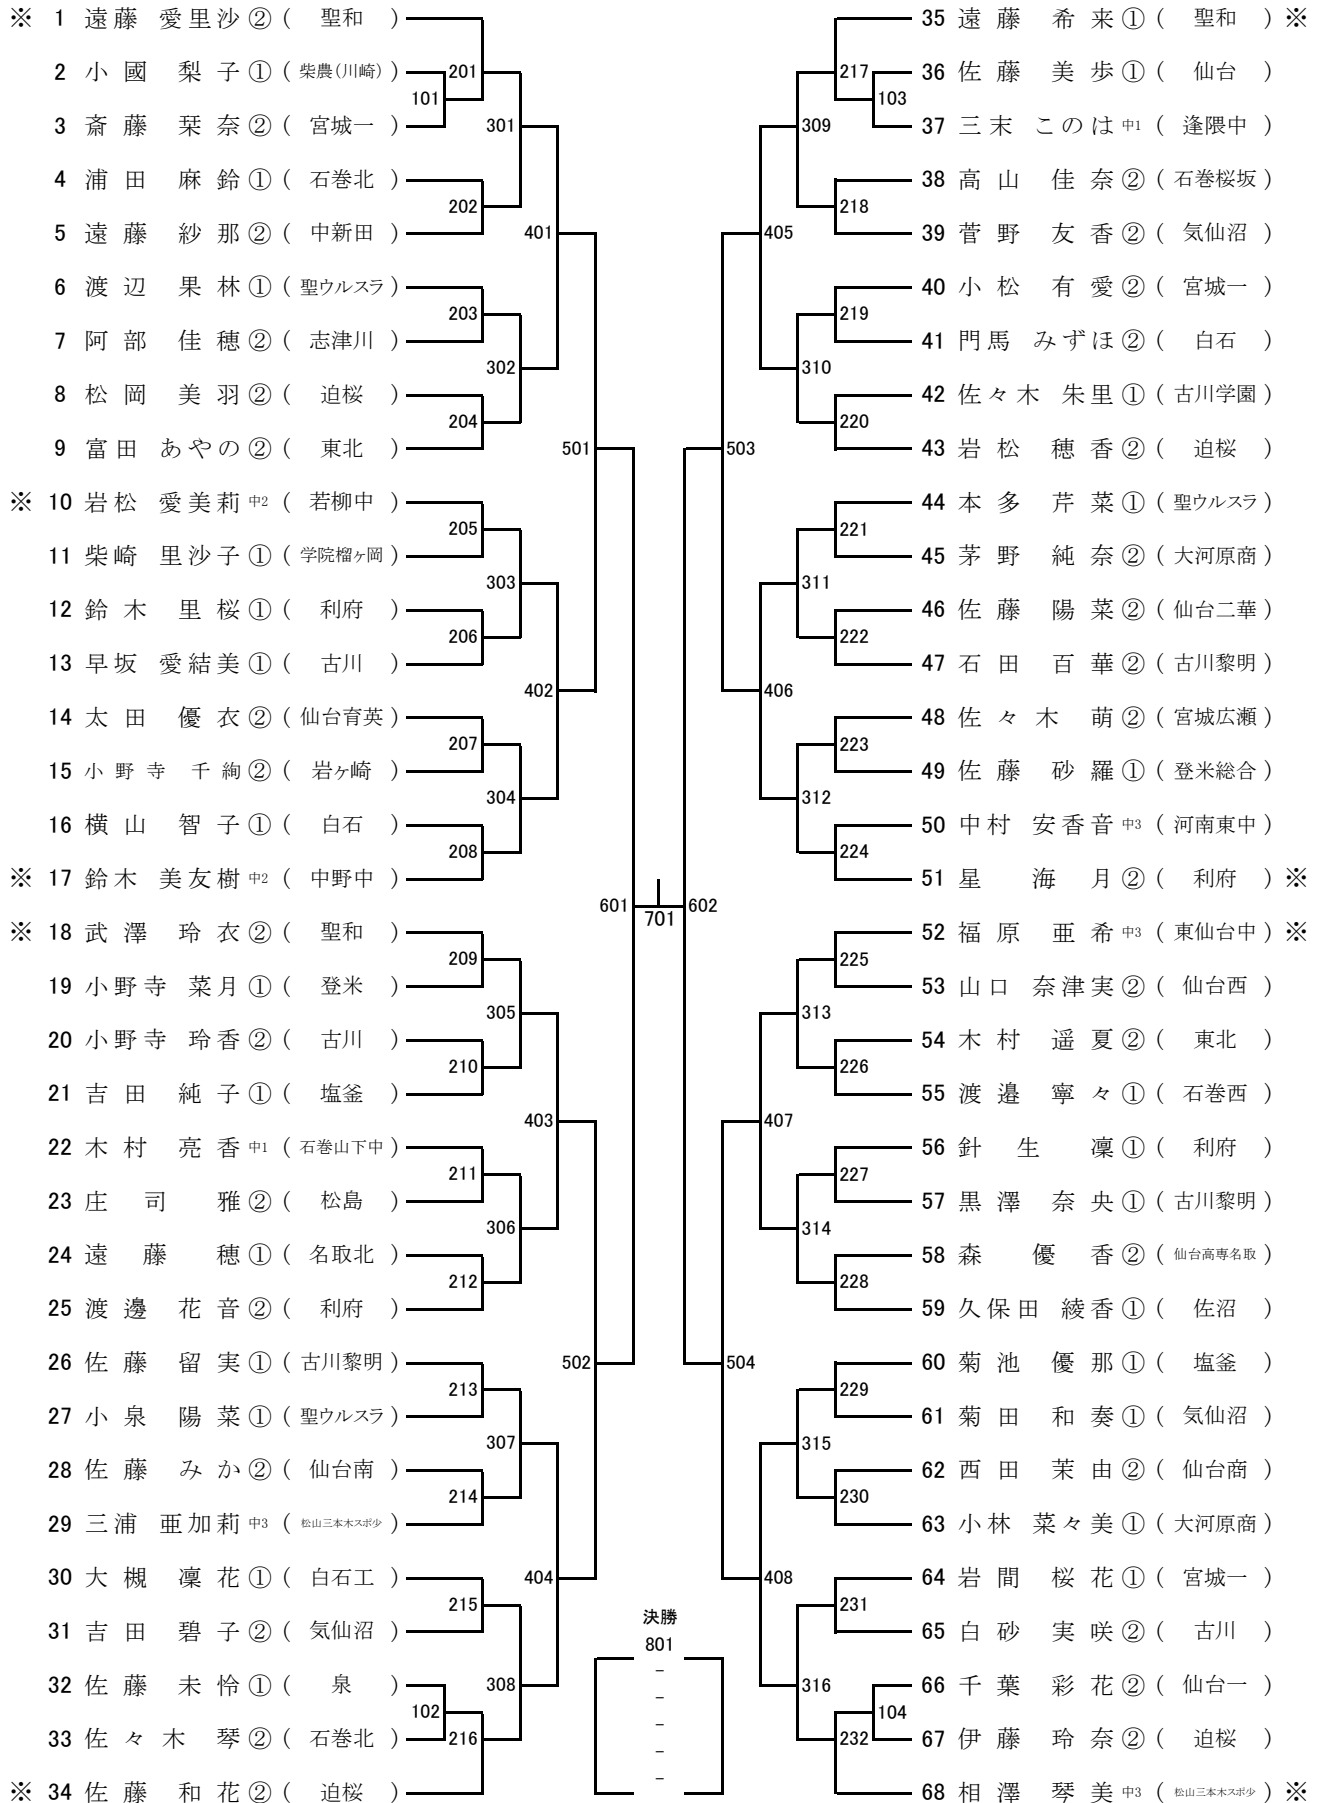 ※ 1 遠藤 愛里沙② ( 聖和 )
2 小國 梨子① ( 柴農(川崎) )
3 斎藤 栞奈② ( 宮城一 )
4 浦田 麻鈴① ( 石巻北 )
5 遠藤 紗那② ( 中新田 )
6 渡辺 果林① ( 聖ウルスラ )
7 阿部 佳穂② ( 志津川 )
8 松岡 美羽② ( 迫桜 )
9 富田 あやの② ( 東北 )
※ 10 岩松 愛美莉 中2 ( 若柳中 )
11 柴崎 里沙子① ( 学院榴ヶ岡 )
12 鈴木 里桜① ( 利府 )
13 早坂 愛結美① ( 古川 )
14 太田 優衣② ( 仙台育英 )
15 小野寺 千絢② ( 岩ヶ崎 )
16 横山 智子① ( 白石 )
※ 17 鈴木 美友樹 中2 ( 中野中 )
※ 18 武澤 玲衣② ( 聖和 )
19 小野寺 菜月① ( 登米 )
20 小野寺 玲香② ( 古川 )
21 吉田 純子① ( 塩釜 )
22 木村 亮香 中1 ( 石巻山下中 )
23 庄司 雅② ( 松島 )
24 遠藤 穂① ( 名取北 )
25 渡邊 花音② ( 利府 )
26 佐藤 留実① ( 古川黎明 )
27 小泉 陽菜① ( 聖ウルスラ )
28 佐藤 みか② ( 仙台南 )
29 三浦 亜加莉 中3 ( 松山三本木スポ少 )
30 大槻 凜花① ( 白石工 )
31 吉田 碧子② ( 気仙沼 )
32 佐藤 未怜① ( 泉 )
33 佐々木 琴② ( 石巻北 )
※ 34 佐藤 和花② ( 迫桜 )
101
102
201
202
203
204
205
206
207
208
209
210
211
212
213
214
215
216
301
302
303
304
305
306
307
308
401
402
403
404
501
502
601
701
602
決勝
801
-
-
-
-
-
503
504
405
406
407
408
309
310
311
312
313
314
315
316
217
218
219
220
221
222
223
224
225
226
227
228
229
230
231
232
103
104
35 遠藤 希来① ( 聖和 ) ※
36 佐藤 美歩① ( 仙台 )
37 三末 このは 中1 ( 逢隈中 )
38 高山 佳奈② ( 石巻桜坂 )
39 菅野 友香② ( 気仙沼 )
40 小松 有愛② ( 宮城一 )
41 門馬 みずほ② ( 白石 )
42 佐々木 朱里① ( 古川学園 )
43 岩松 穂香② ( 迫桜 )
44 本多 芹菜① ( 聖ウルスラ )
45 茅野 純奈② ( 大河原商 )
46 佐藤 陽菜② ( 仙台二華 )
47 石田 百華② ( 古川黎明 )
48 佐々木 萌② ( 宮城広瀬 )
49 佐藤 砂羅① ( 登米総合 )
50 中村 安香音 中3 ( 河南東中 )
51 星 海月② ( 利府 ) ※
52 福原 亜希 中3 ( 東仙台中 ) ※
53 山口 奈津実② ( 仙台西 )
54 木村 遥夏② ( 東北 )
55 渡邉 寧々① ( 石巻西 )
56 針生 凜① ( 利府 )
57 黒澤 奈央① ( 古川黎明 )
58 森 優香② ( 仙台高専名取 )
59 久保田 綾香① ( 佐沼 )
60 菊池 優那① ( 塩釜 )
61 菊田 和奏① ( 気仙沼 )
62 西田 茉由② ( 仙台商 )
63 小林 菜々美① ( 大河原商 )
64 岩間 桜花① ( 宮城一 )
65 白砂 実咲② ( 古川 )
66 千葉 彩花② ( 仙台一 )
67 伊藤 玲奈② ( 迫桜 )
68 相澤 琴美 中3 ( 松山三本木スポ少 ) ※